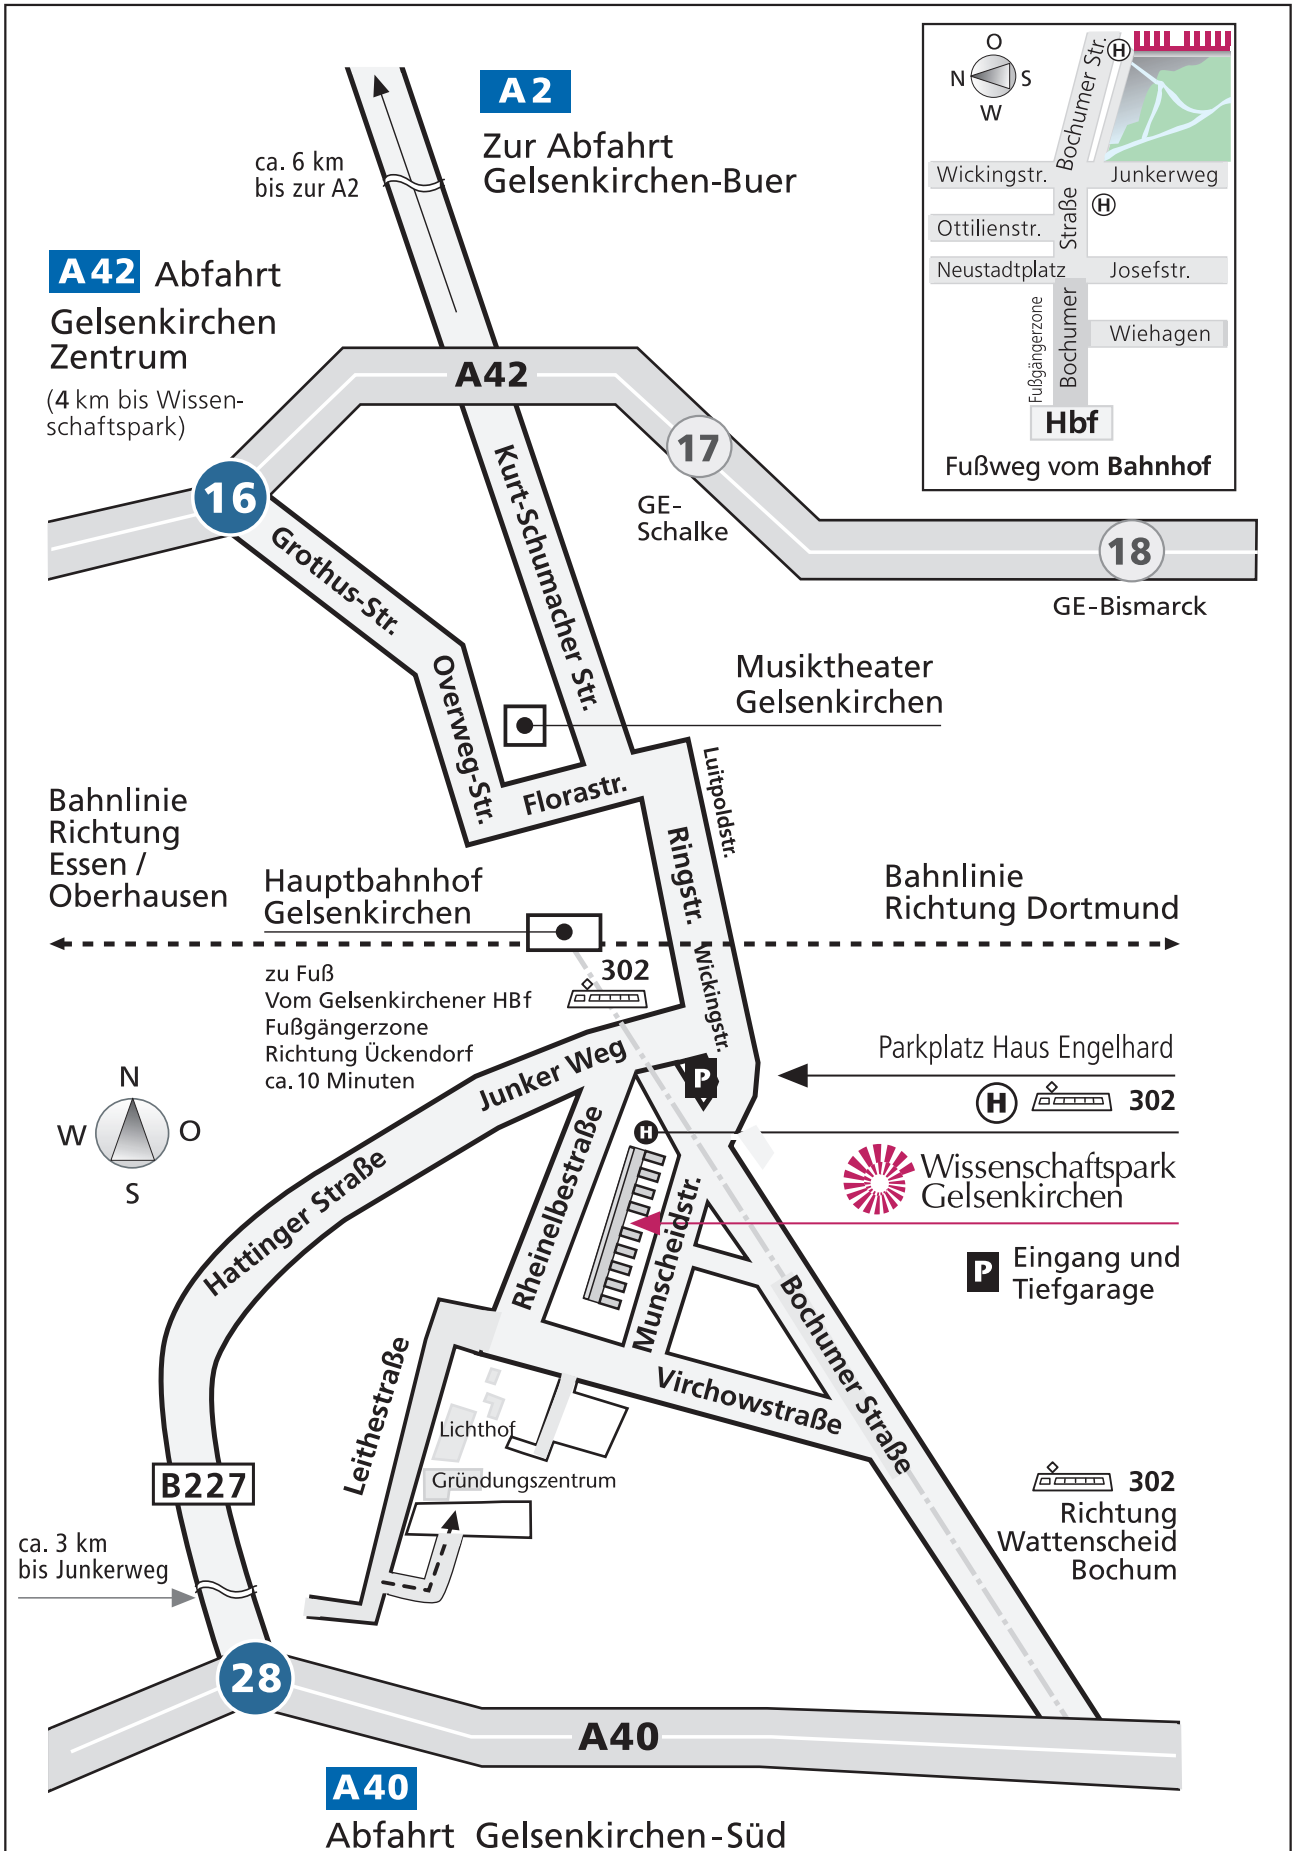 A2
Zur Abfahrt
Gelsenkirchen-Buer
ca. 6 km
bis zur A2
A42 Abfahrt
Gelsenkirchen
Zentrum
(4 km bis Wissen-
schaftspark)
O
N
S
W
Bochumer Str.
H
Wickingstr.
Junkerweg
H
Straße
Ottilienstr.
Neustadtplatz
Josefstr.
Bochumer
Fußgängerzone
Wiehagen
Hbf
Fußweg vom Bahnhof
A42
17
16
GE-
Schalke
18
GE-Bismarck
Kurt-Schumacher Str.
Grothus-Str.
Overweg-Str.
Musiktheater
Gelsenkirchen
Florastr.
Luitpoldstr.
Ringstr.
Bahnlinie
Richtung
Essen /
Oberhausen
Hauptbahnhof
Gelsenkirchen
Bahnlinie
Richtung Dortmund
302
Wickingstr.
zu Fuß
Vom Gelsenkirchener HBf
Fußgängerzone
Richtung Ückendorf
ca. 10 Minuten
Junker Weg
P
Parkplatz Haus Engelhard
H
302
N
W
O
S
H
Wissenschaftspark
Gelsenkirchen
Hattinger Straße
Rheinelbestraße
Munscheidstr.
P
Eingang und
Tiefgarage
Bochumer Straße
Leithestraße
Virchowstraße
Lichthof
Gründungszentrum
B227
302
Richtung
Wattenscheid
Bochum
ca. 3 km
bis Junkerweg
28
A40
A40
Abfahrt Gelsenkirchen-Süd